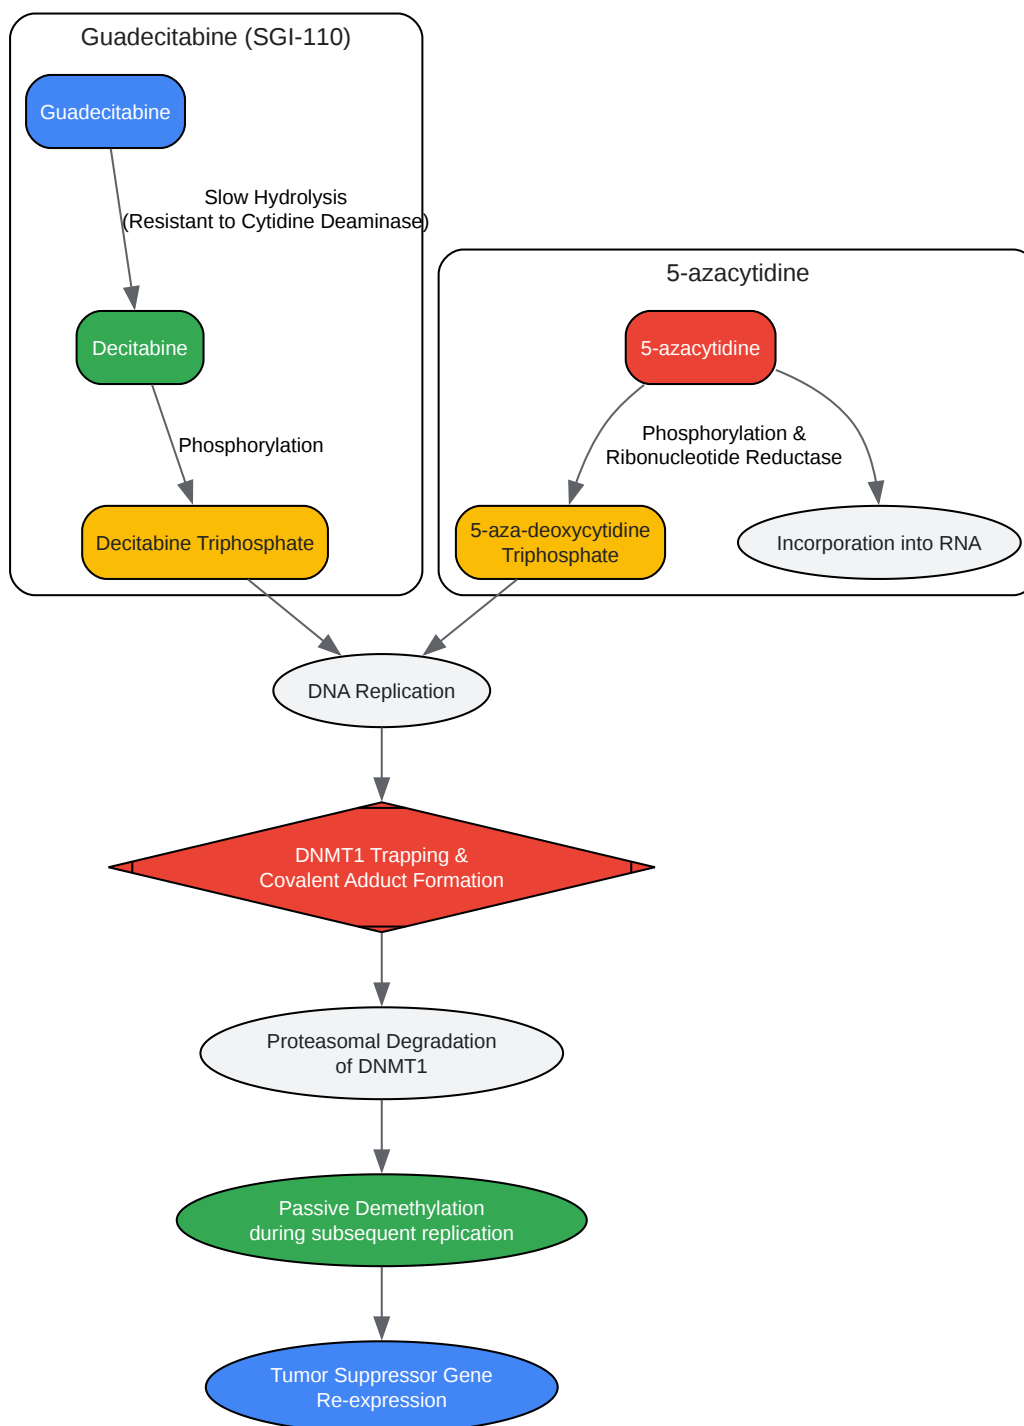 Guadecitabine (SGI-110)
Guadecitabine
Slow Hydrolysis
(Resistant to Cytidine Deaminase)
Decitabine
Phosphorylation
Decitabine Triphosphate
5-azacytidine
5-azacytidine
Phosphorylation &
Ribonucleotide Reductase
5-aza-deoxycytidine
Triphosphate
Incorporation into RNA
DNA Replication
DNMT1 Trapping &
Covalent Adduct Formation
Proteasomal Degradation
of DNMT1
Passive Demethylation
during subsequent replication
Tumor Suppressor Gene
Re-expression